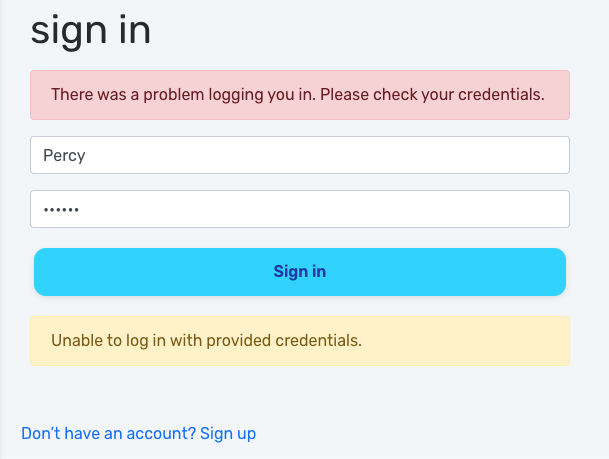 sign in
There was a problem logging you in. Please check your credentials.
Percy
••••••
Sign in
Unable to log in with provided credentials.
Don’t have an account? Sign up